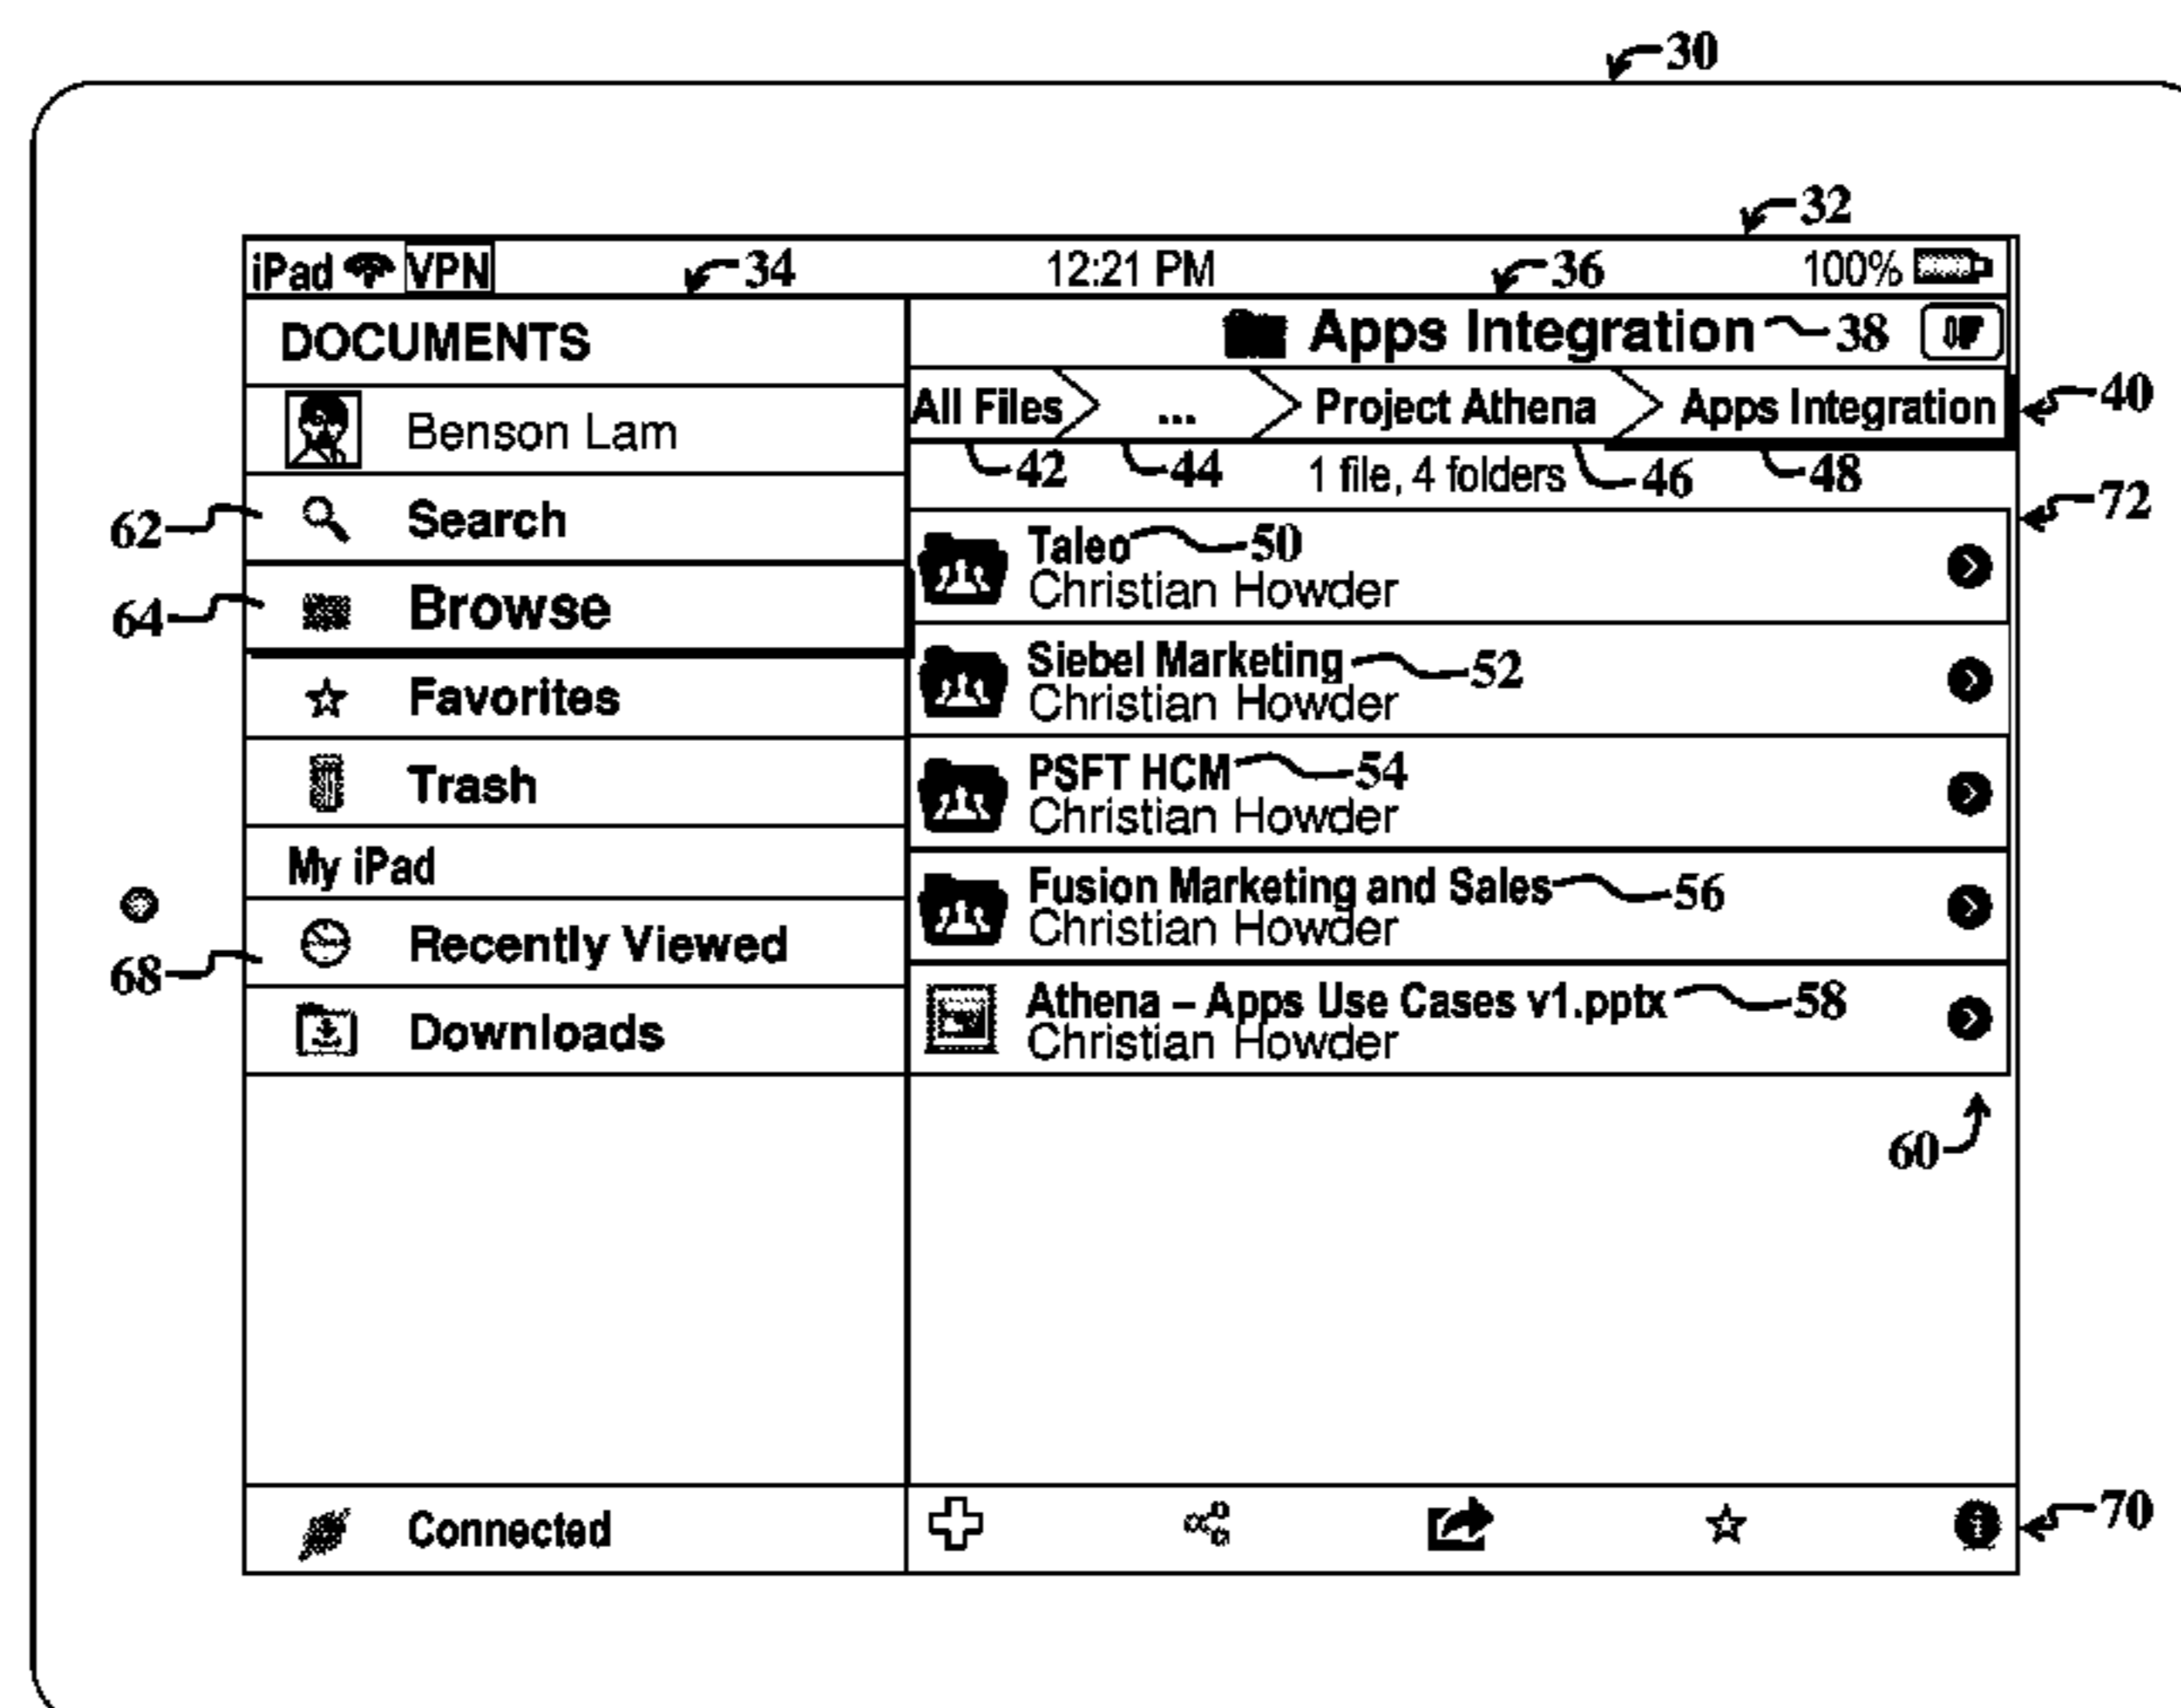 30
32
iPad VPN 34 12:21 PM 36 100%
DOCUMENTS
Benson Lam
62 Search
64 Browse
Favorites
Trash
My iPad
68 Recently Viewed
Downloads
Connected
Apps Integration 38
All Files ... Project Athena Apps Integration 40
42 44 1 file, 4 folders 46 48
72
Taleo 50
Christian Howder
Siebel Marketing 52
Christian Howder
PSFT HCM 54
Christian Howder
Fusion Marketing and Sales 56
Christian Howder
Athena – Apps Use Cases v1.pptx 58
Christian Howder
60
70